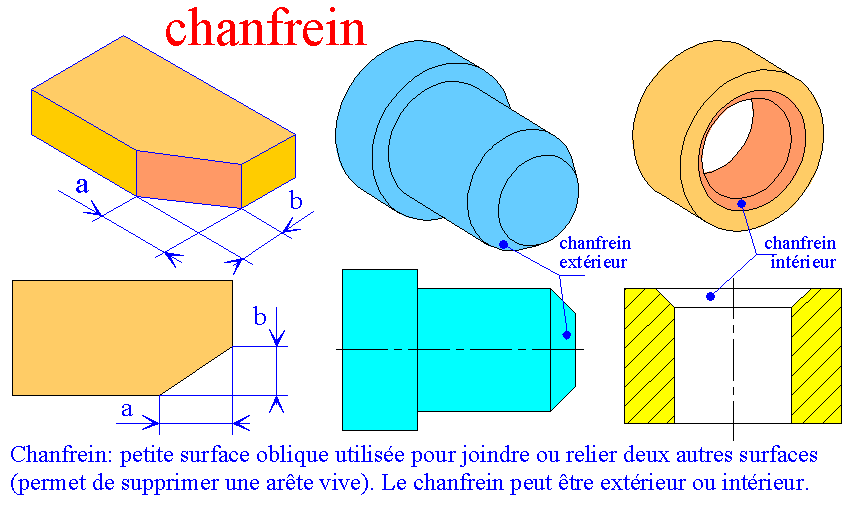 chanfrein
a
b
chanfrein
extérieur
chanfrein
intérieur
b
a
Chanfrein: petite surface oblique utilisée pour joindre ou relier deux autres surfaces
(permet de supprimer une arête vive). Le chanfrein peut être extérieur ou intérieur.